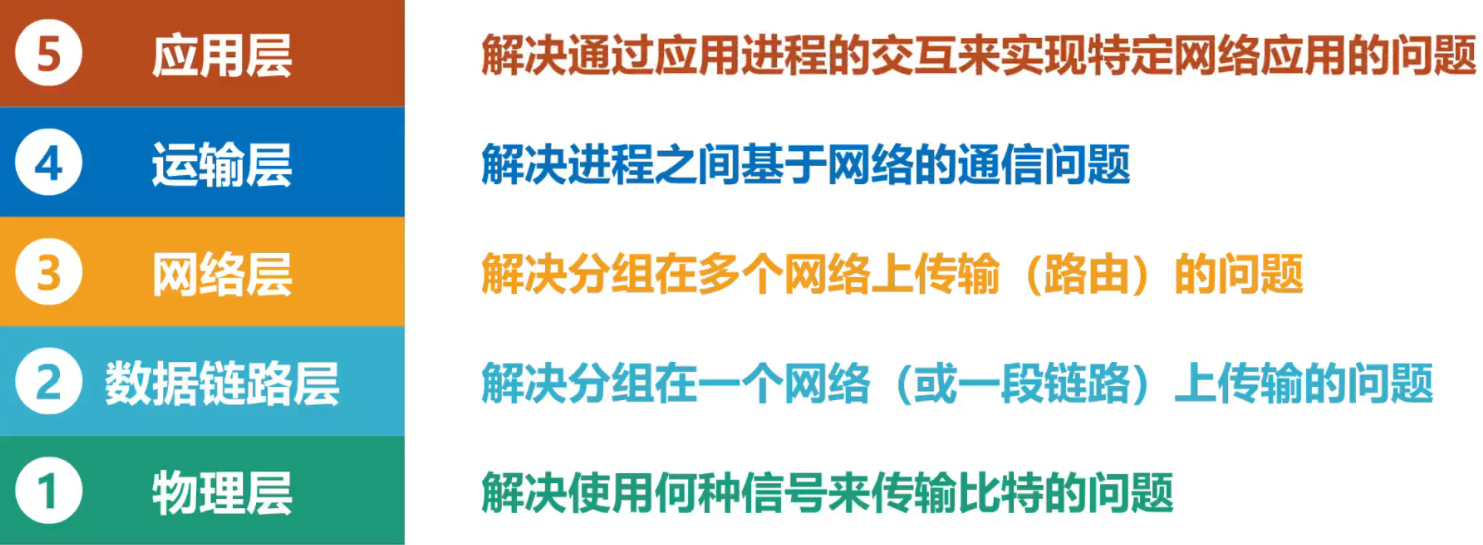 5 应用层 解决通过应用进程的交互来实现特定网络应用的问题
4 运输层 解决进程之间基于网络的通信问题
3 网络层 解决分组在多个网络上传输（路由）的问题
2 数据链路层 解决分组在一个网络（或一段链路）上传输的问题
1 物理层 解决使用何种信号来传输比特的问题